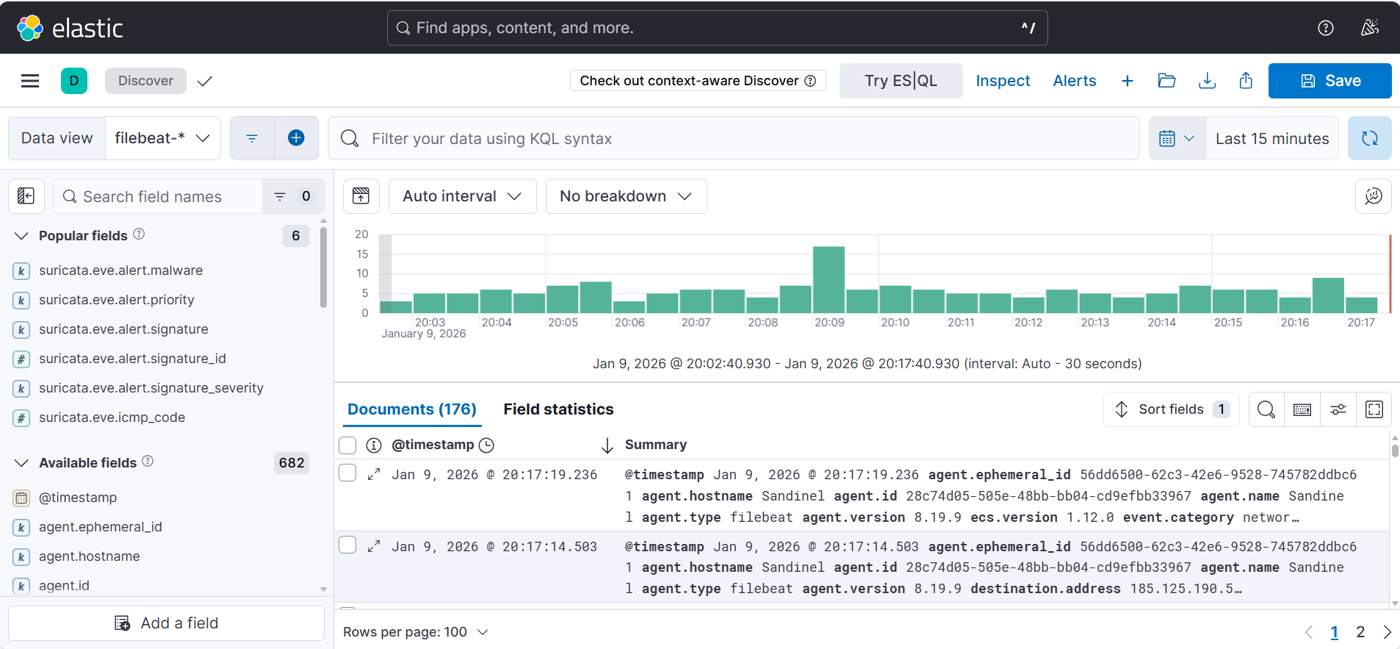 elastic
Find apps, content, and more.
^/
D
Discover
Check out context-aware Discover
Try ES|QL
Inspect
Alerts
Save
Data view
filebeat-*
Filter your data using KQL syntax
Last 15 minutes
Search field names
0
Auto interval
No breakdown
Popular fields
6
k suricata.eve.alert.malware
k suricata.eve.alert.priority
k suricata.eve.alert.signature
# suricata.eve.alert.signature_id
k suricata.eve.alert.signature_severity
# suricata.eve.icmp_code
Available fields
682
@timestamp
k agent.ephemeral_id
k agent.hostname
k agent.id
Add a field
20
15
10
5
0
20:03 20:04 20:05 20:06 20:07 20:08 20:09 20:10 20:11 20:12 20:13 20:14 20:15 20:16 20:17
January 9, 2026
Jan 9, 2026 @ 20:02:40.930 - Jan 9, 2026 @ 20:17:40.930 (interval: Auto - 30 seconds)
Documents (176)
Field statistics
Sort fields 1
@timestamp
Summary
Jan 9, 2026 @ 20:17:19.236
@timestamp Jan 9, 2026 @ 20:17:19.236 agent.ephemeral_id 56dd6500-62c3-42e6-9528-745782ddbc6
1 agent.hostname Sandinel agent.id 28c74d05-505e-48bb-bb04-cd9efbb33967 agent.name Sandine
l agent.type filebeat agent.version 8.19.9 ecs.version 1.12.0 event.category networ…
Jan 9, 2026 @ 20:17:14.503
@timestamp Jan 9, 2026 @ 20:17:14.503 agent.ephemeral_id 56dd6500-62c3-42e6-9528-745782ddbc6
1 agent.hostname Sandinel agent.id 28c74d05-505e-48bb-bb04-cd9efbb33967 agent.name Sandine
l agent.type filebeat agent.version 8.19.9 destination.address 185.125.190.5…
Rows per page: 100
1 2